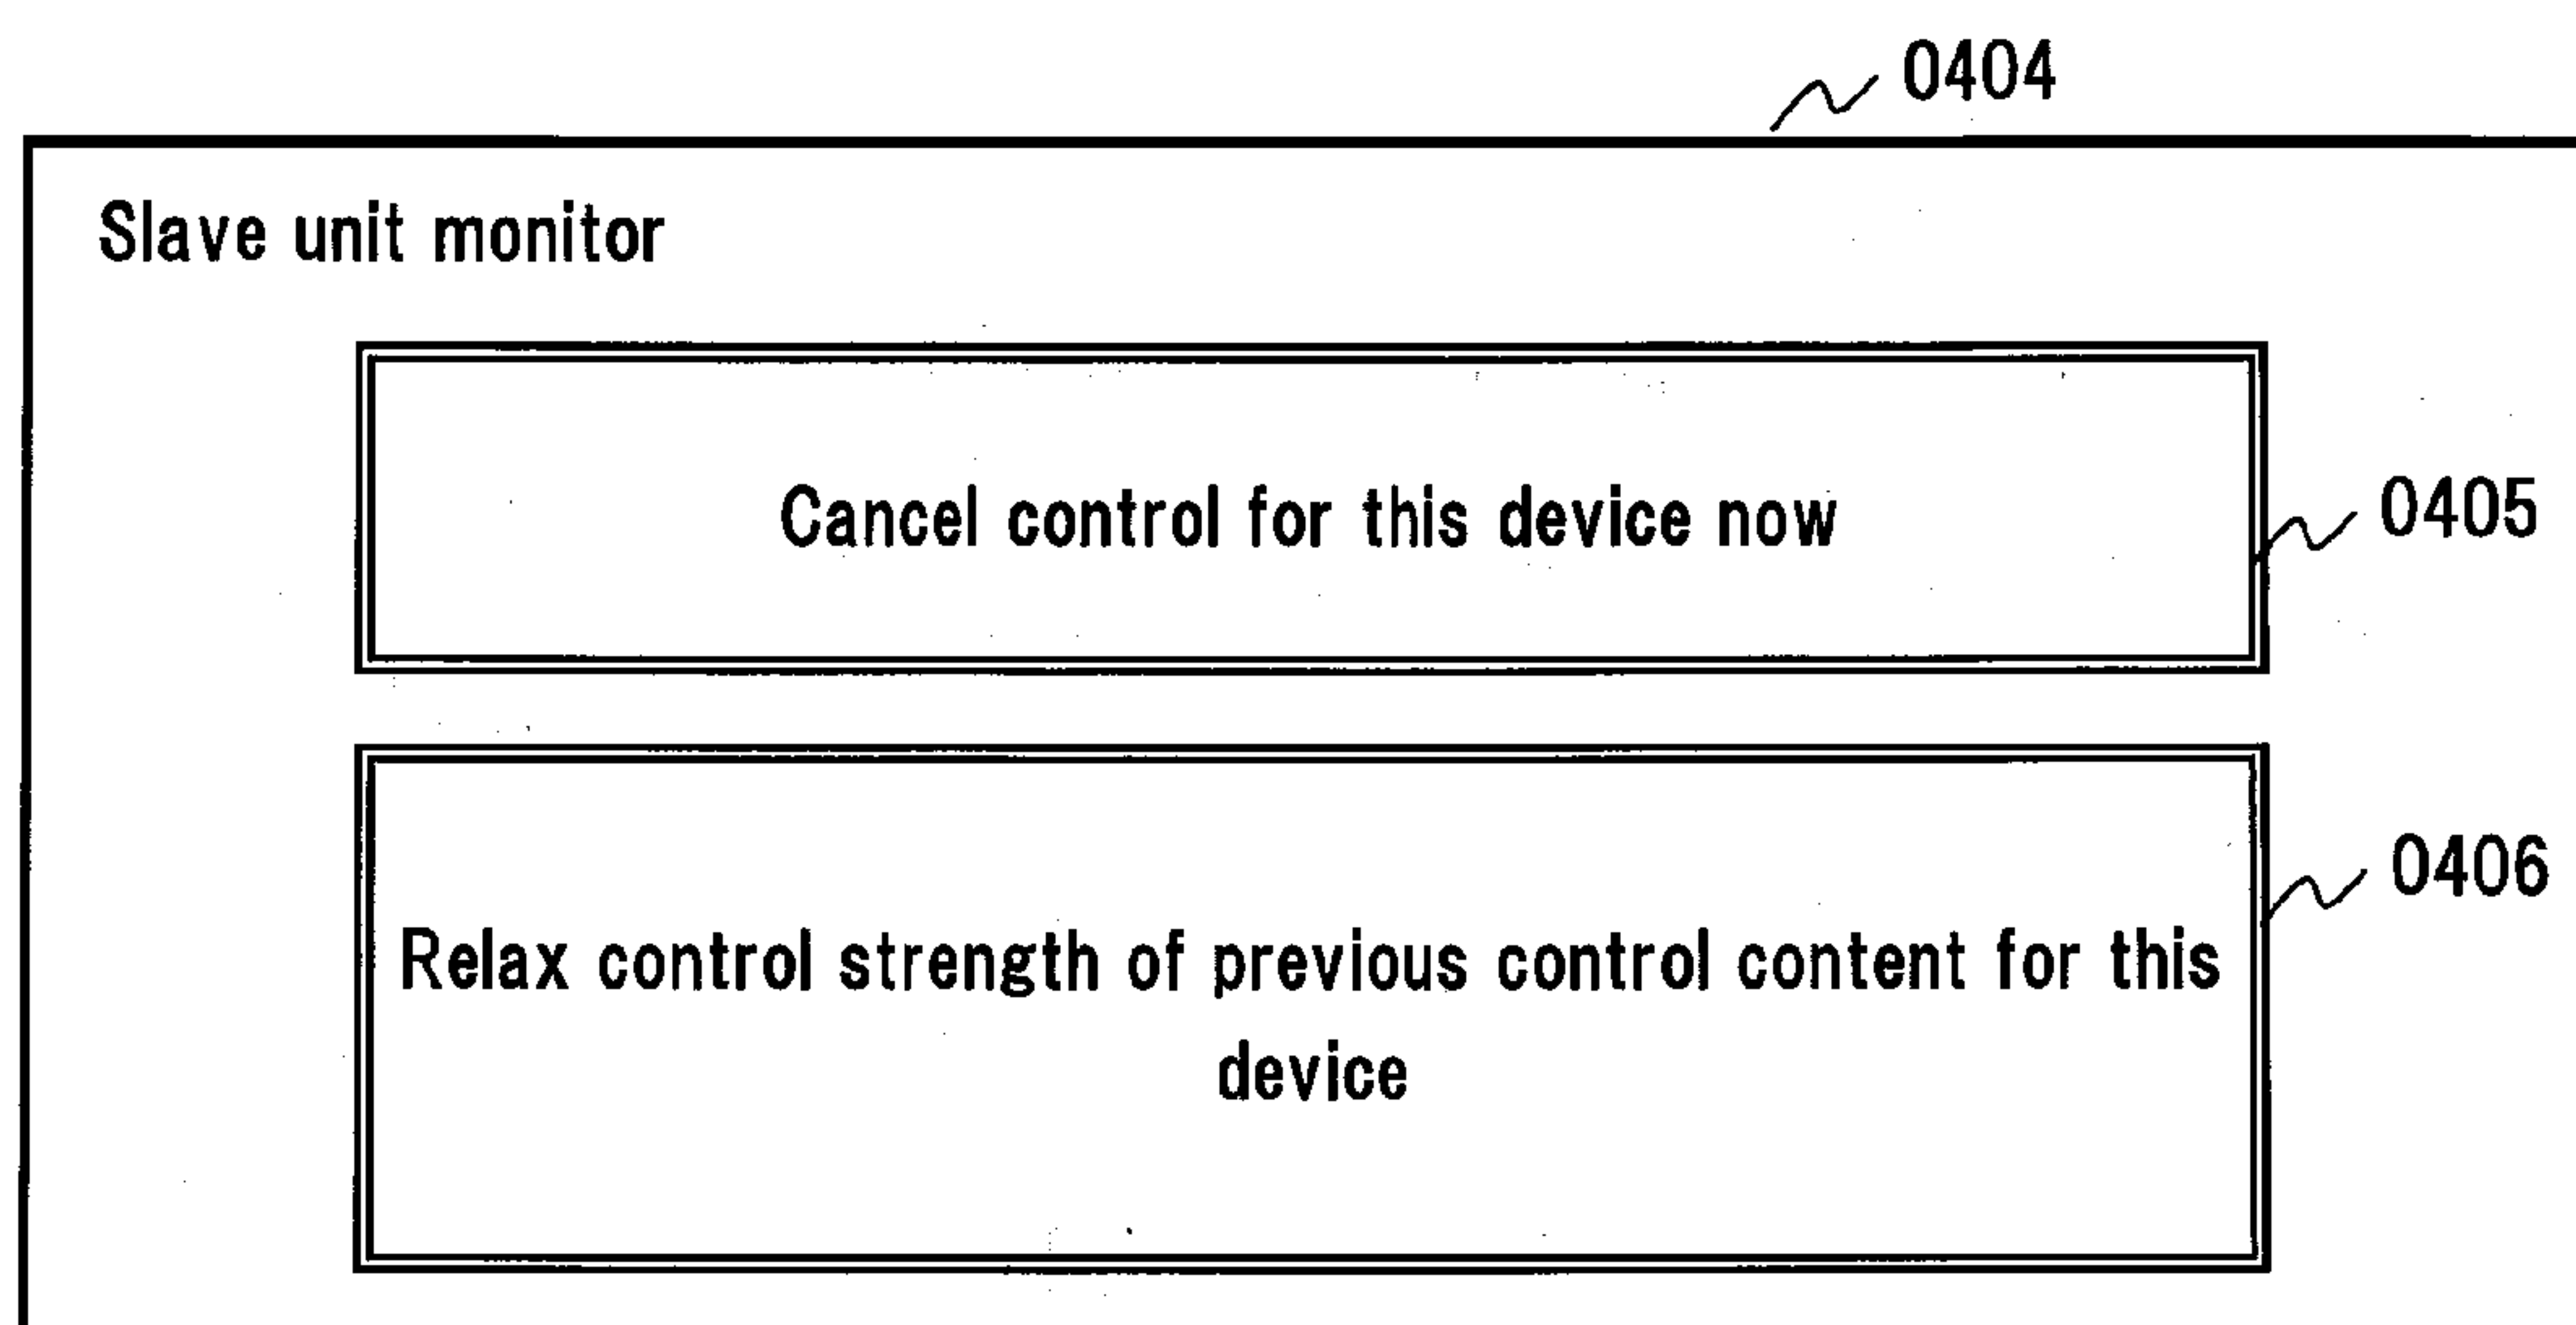 0404
Slave unit monitor
Cancel control for this device now
0405
0406
Relax control strength of previous control content for this
device